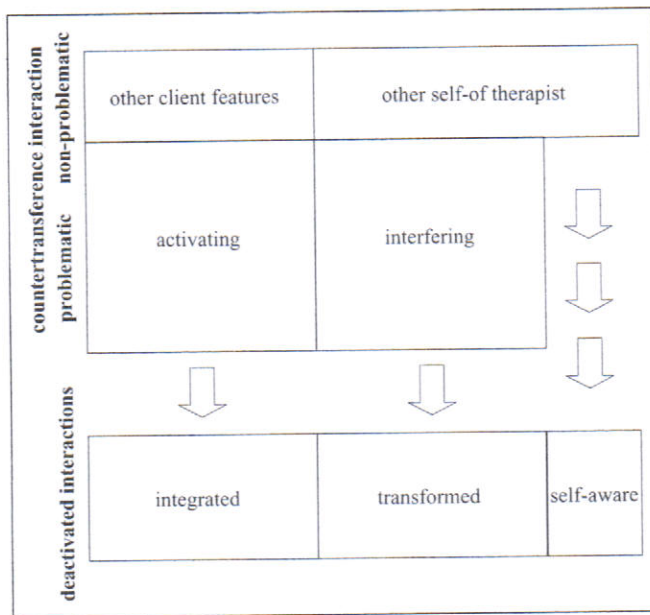 countertransference interaction
non-problematic
problematic
other client features
other self-of therapist
activating
interfering
deactivated interactions
integrated
transformed
self-aware